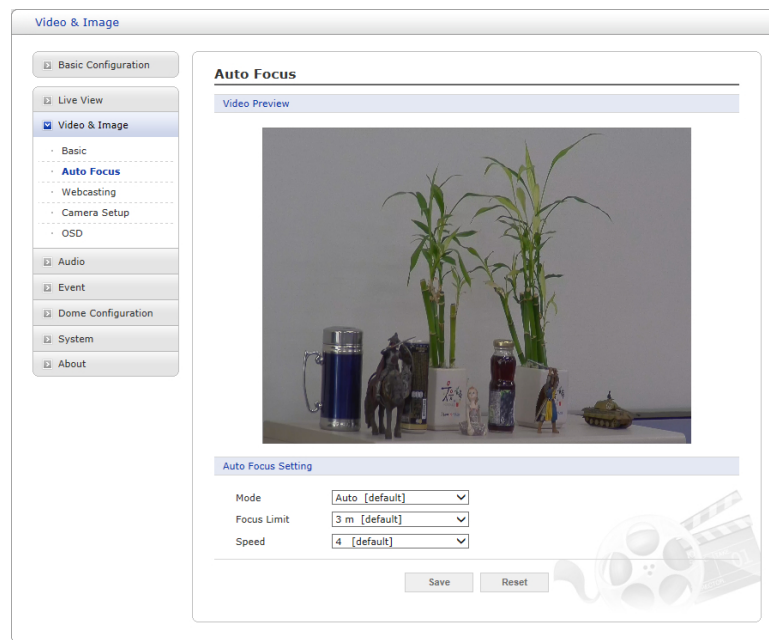 Video & Image
Basic Configuration
Live View
Video & Image
Basic
Auto Focus
Webcasting
Camera Setup
OSD
Audio
Event
Dome Configuration
System
About
Auto Focus
Video Preview
Auto Focus Setting
Mode
Auto [default]
Focus Limit
3 m [default]
Speed
4 [default]
Save
Reset